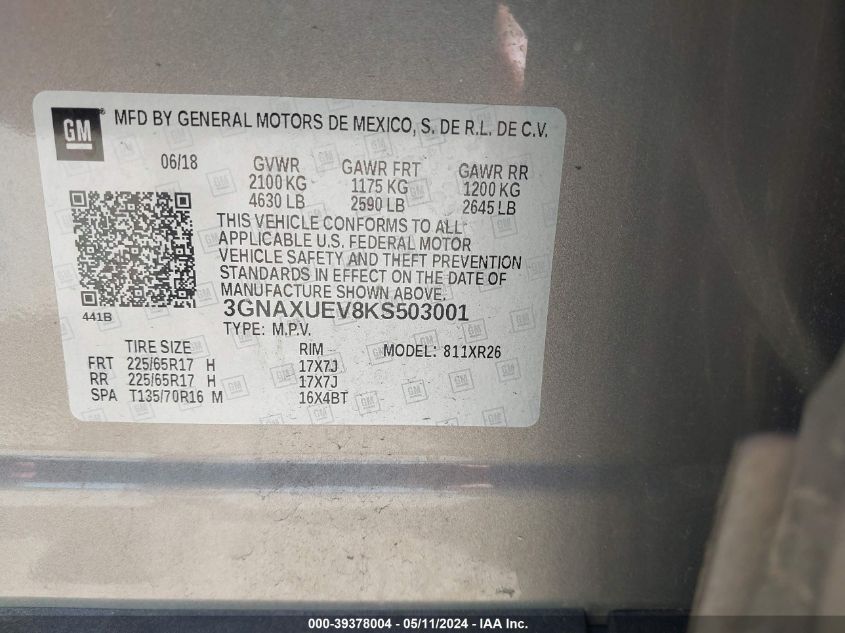 GM
MFD BY GENERAL MOTORS DE MEXICO, S. DE R.L. DE C.V.
06/18 GVWR GAWR FRT GAWR RR
2100 KG 1175 KG 1200 KG
4630 LB 2590 LB 2645 LB
THIS VEHICLE CONFORMS TO ALL
APPLICABLE U.S. FEDERAL MOTOR
VEHICLE SAFETY AND THEFT PREVENTION
STANDARDS IN EFFECT ON THE DATE OF
MANUFACTURE SHOWN ABOVE.
441B
3GNAXUEV8KS503001
TYPE: M.P.V.
TIRE SIZE RIM MODEL: 811XR26
FRT 225/65R17 H 17X7J
RR 225/65R17 H 17X7J
SPA T135/70R16 M 16X4BT
000-39378004 - 05/11/2024 - IAA Inc.